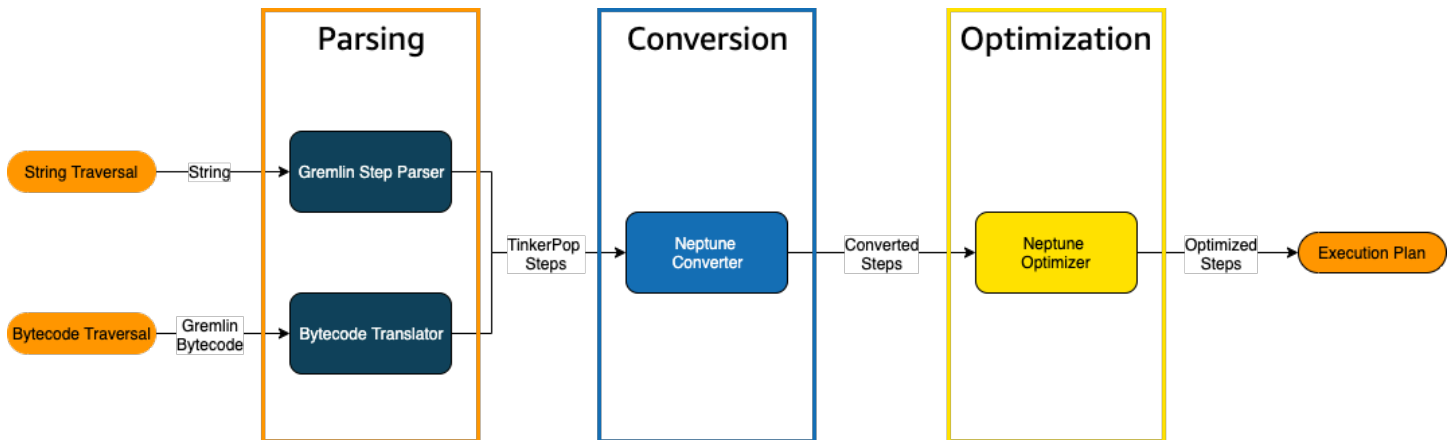 Parsing
Conversion
Optimization
String Traversal
String
Gremlin Step Parser
TinkerPop
Steps
Neptune
Converter
Converted
Steps
Neptune
Optimizer
Optimized
Steps
Execution Plan
Bytecode Traversal
Gremlin
Bytecode
Bytecode Translator